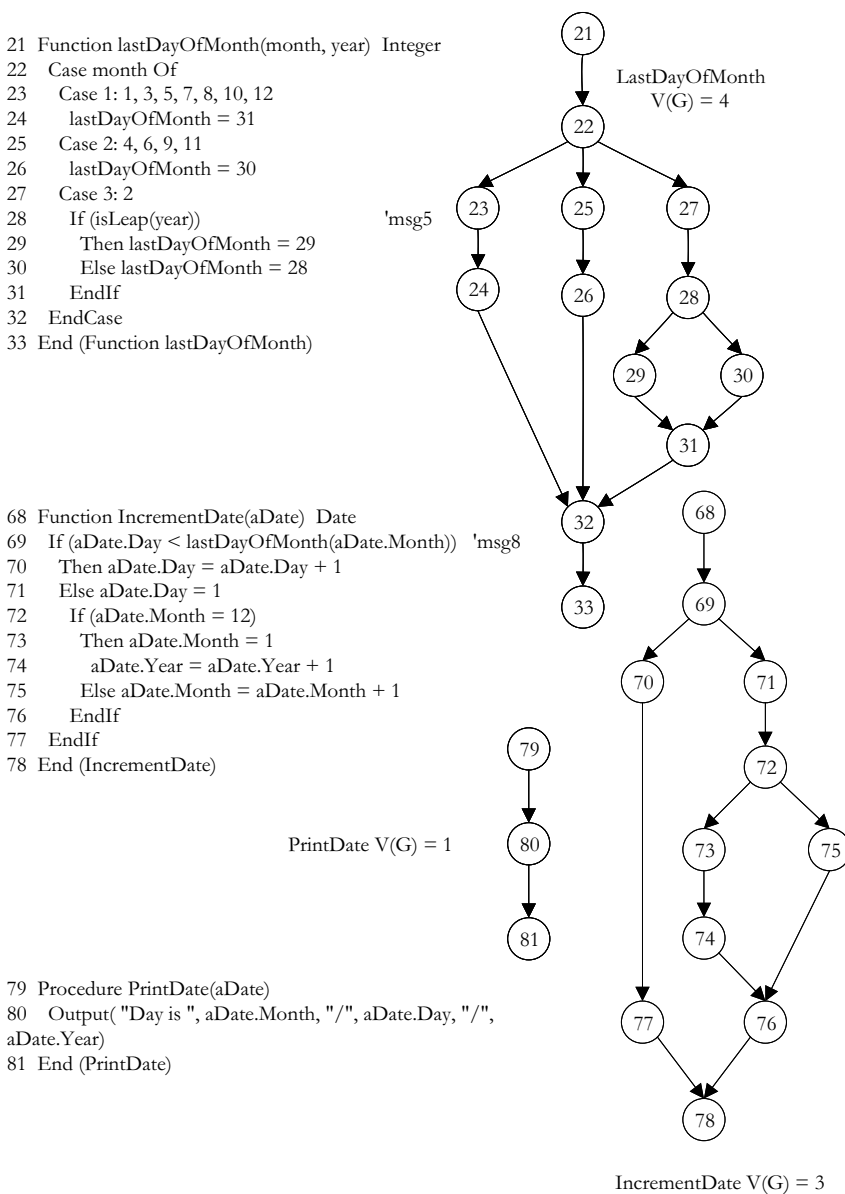 21 Function lastDayOfMonth(month, year) Integer
22 Case month Of
23 Case 1: 1, 3, 5, 7, 8, 10, 12
24 lastDayOfMonth = 31
25 Case 2: 4, 6, 9, 11
26 lastDayOfMonth = 30
27 Case 3: 2
28 If (isLeap(year)) 'msg5
29 Then lastDayOfMonth = 29
30 Else lastDayOfMonth = 28
31 EndIf
32 EndCase
33 End (Function lastDayOfMonth)
21
LastDayOfMonth
V(G) = 4
22
23
25
27
24
26
28
29
30
31
32
33
68 Function IncrementDate(aDate) Date
69 If (aDate.Day < lastDayOfMonth(aDate.Month)) 'msg8
70 Then aDate.Day = aDate.Day + 1
71 Else aDate.Day = 1
72 If (aDate.Month = 12)
73 Then aDate.Month = 1
74 aDate.Year = aDate.Year + 1
75 Else aDate.Month = aDate.Month + 1
76 EndIf
77 EndIf
78 End (IncrementDate)
68
69
70
71
72
73
75
74
77
76
78
IncrementDate V(G) = 3
79
PrintDate V(G) = 1
80
81
79 Procedure PrintDate(aDate)
80 Output( "Day is ", aDate.Month, "/", aDate.Day, "/",
aDate.Year)
81 End (PrintDate)